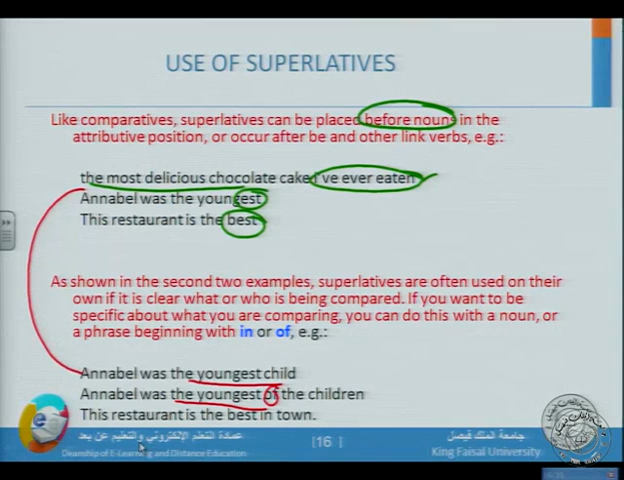 USE OF SUPERLATIVES
Like comparatives, superlatives can be placed before nouns in the
attributive position, or occur after be and other link verbs, e.g.:
the most delicious chocolate cake I've ever eaten
Annabel was the youngest
This restaurant is the best
As shown in the second two examples, superlatives are often used on their
own if it is clear what or who is being compared. If you want to be
specific about what you are comparing, you can do this with a noun, or
a phrase beginning with in or of, e.g.:
Annabel was the youngest child
Annabel was the youngest of the children
This restaurant is the best in town.
عمادة التعلم الإلكتروني والتعليم عن بعد
Deanship of E-Learning and Distance Education
[16]
جامعة الملك فيصل
King Faisal University